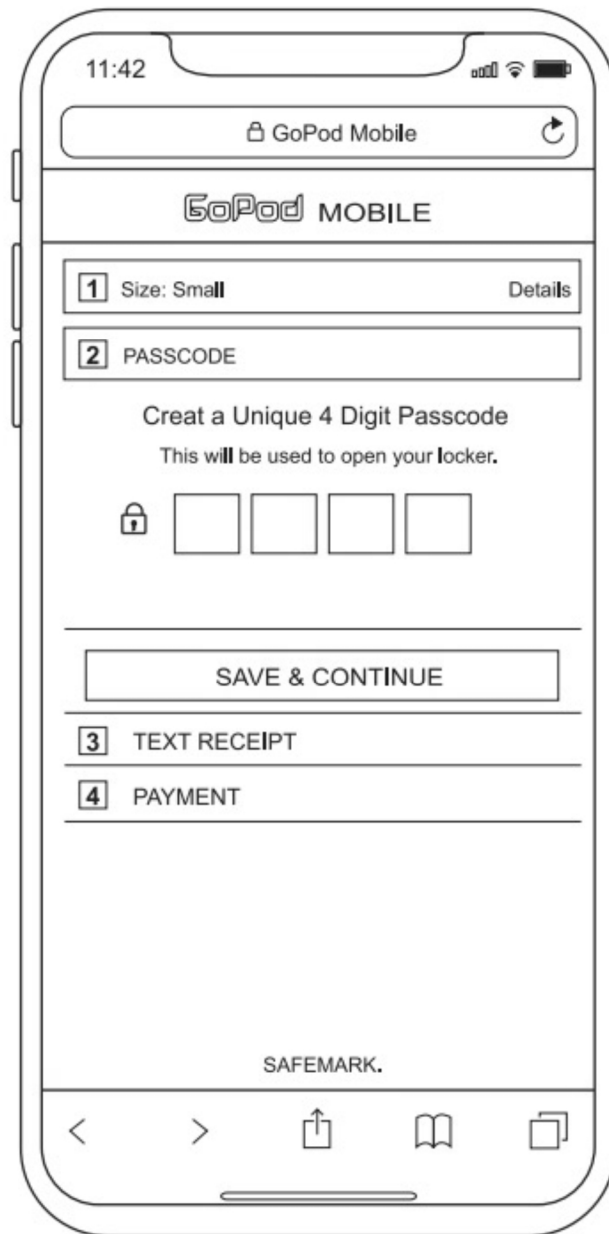 11:42
GoPod Mobile
GoPod MOBILE
1 Size: Small Details
2 PASSCODE
Creat a Unique 4 Digit Passcode
This will be used to open your locker.
SAVE & CONTINUE
3 TEXT RECEIPT
4 PAYMENT
SAFEMARK.